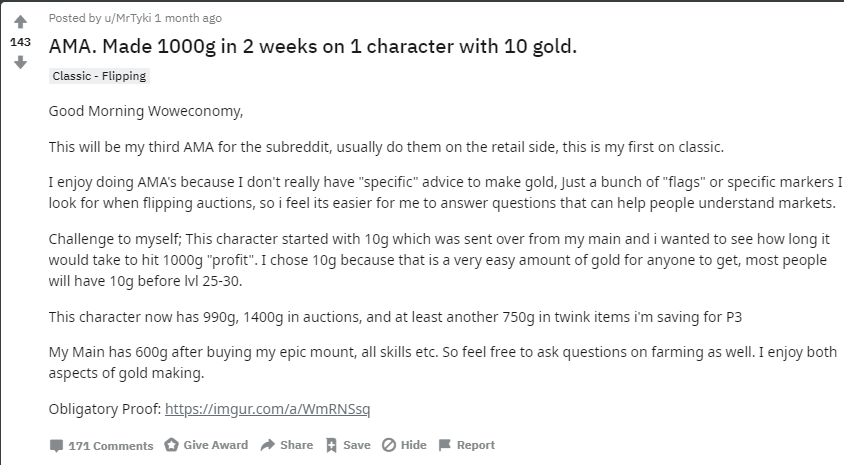 Posted by u/MrTyki 1 month ago
143
AMA. Made 1000g in 2 weeks on 1 character with 10 gold.
Classic - Flipping
Good Morning Woweconomy,
This will be my third AMA for the subreddit, usually do them on the retail side, this is my first on classic.
I enjoy doing AMA's because I don't really have "specific" advice to make gold, Just a bunch of "flags" or specific markers I
look for when flipping auctions, so i feel its easier for me to answer questions that can help people understand markets.
Challenge to myself; This character started with 10g which was sent over from my main and i wanted to see how long it
would take to hit 1000g "profit". I chose 10g because that is a very easy amount of gold for anyone to get, most people
will have 10g before lvl 25-30.
This character now has 990g, 1400g in auctions, and at least another 750g in twink items i'm saving for P3
My Main has 600g after buying my epic mount, all skills etc. So feel free to ask questions on farming as well. I enjoy both
aspects of gold making.
Obligatory Proof: https://imgur.com/a/WmRNSsq
171 Comments Give Award Share Save Hide Report